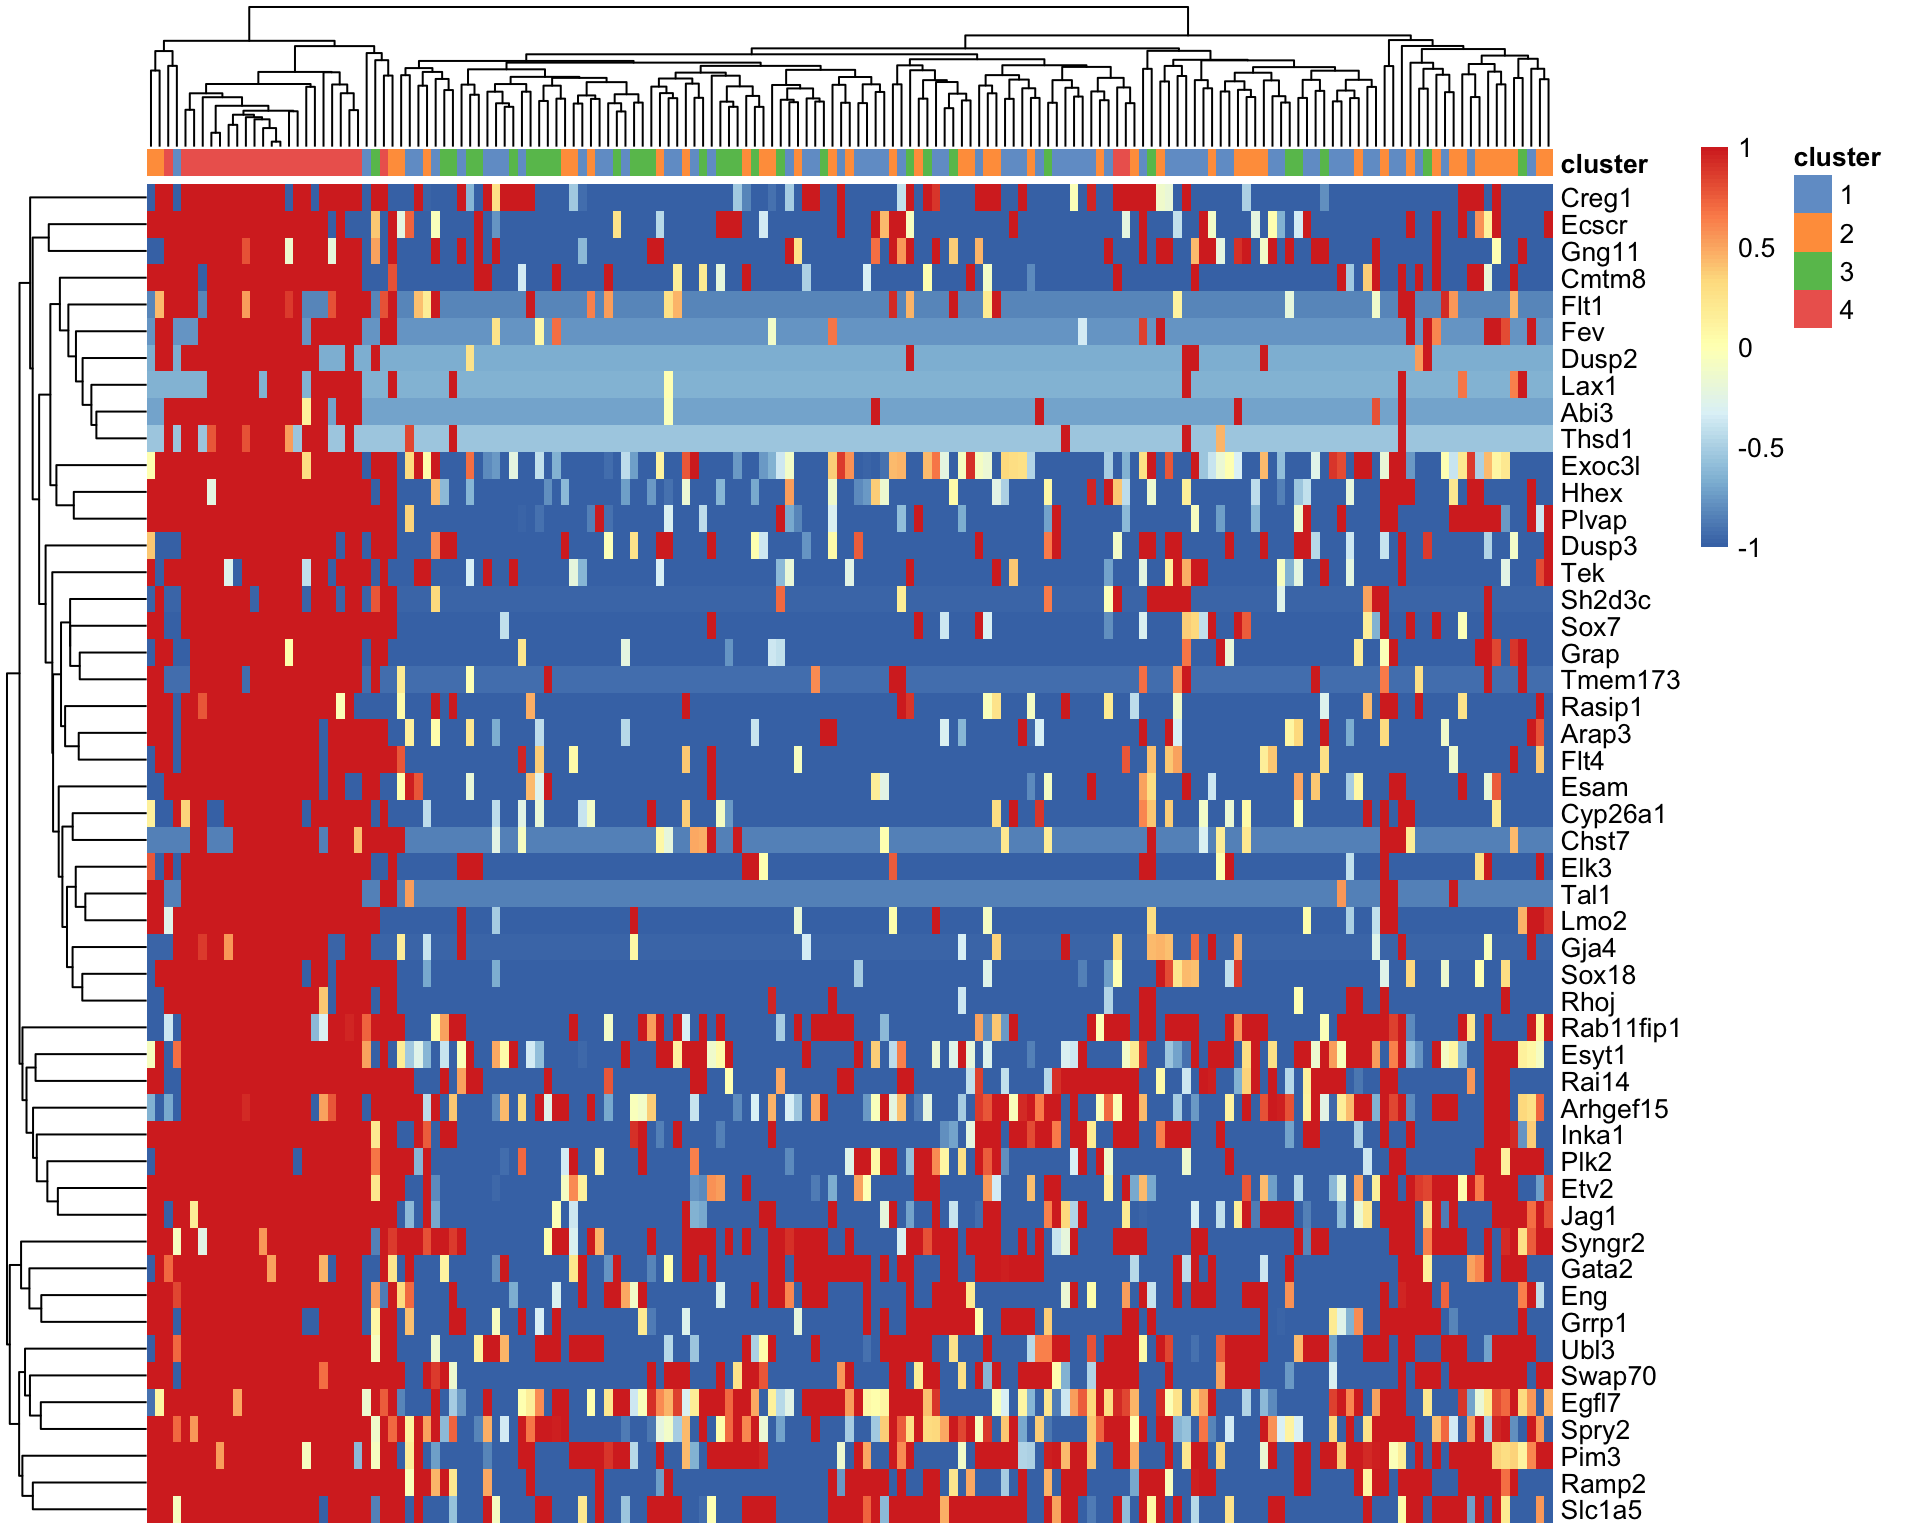 cluster
Creg1
Ecscr
Gng11
Cmtm8
Flt1
Fev
Dusp2
Lax1
Abi3
Thsd1
Exoc3l
Hhex
Plvap
Dusp3
Tek
Sh2d3c
Sox7
Grap
Tmem173
Rasip1
Arap3
Flt4
Esam
Cyp26a1
Chst7
Elk3
Tal1
Lmo2
Gja4
Sox18
Rhoj
Rab11fip1
Esyt1
Rai14
Arhgef15
Inka1
Plk2
Etv2
Jag1
Syngr2
Gata2
Eng
Grrp1
Ubl3
Swap70
Egfl7
Spry2
Pim3
Ramp2
Slc1a5
1
0.5
0
-0.5
-1
cluster
1
2
3
4